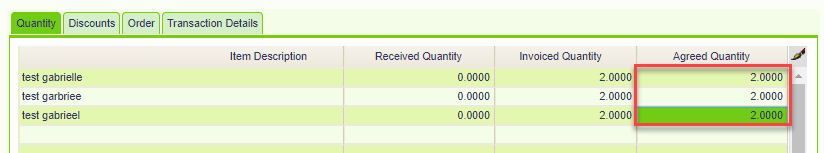 Quantity Discounts Order Transaction Details
Item Description Received Quantity Invoiced Quantity Agreed Quantity
test gabrielle 0.0000 2.0000 2.0000
test garbriee 0.0000 2.0000 2.0000
test gabrieel 0.0000 2.0000 2.0000